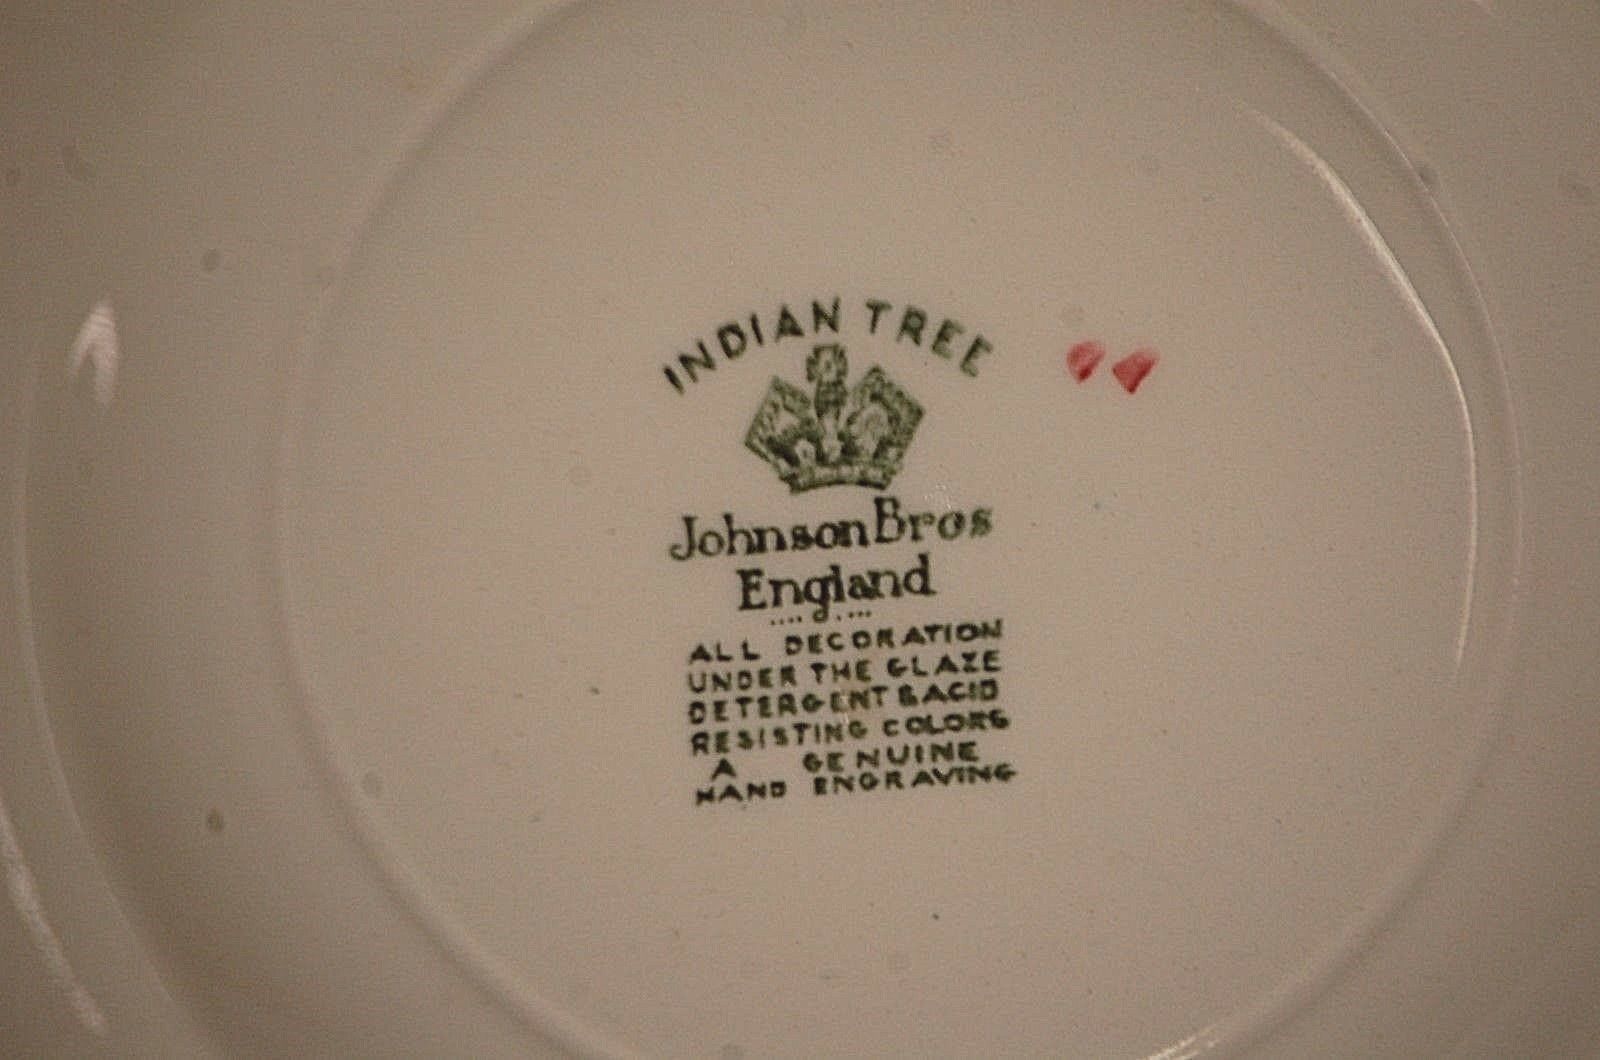 INDIAN TREE
Johnson Bros
England
ALL DECORATION
UNDER THE GLAZE
DETERGENT & ACID
RESISTING COLORS
A GENUINE
HAND ENGRAVING